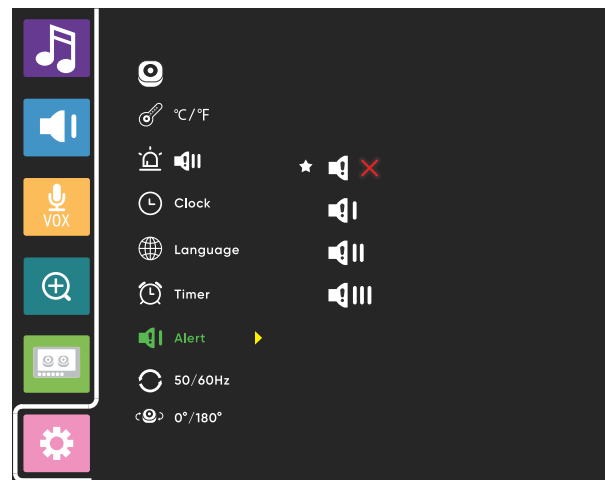 °C/°F
Clock
VOX
Language
Timer
Alert
50/60Hz
0°/180°